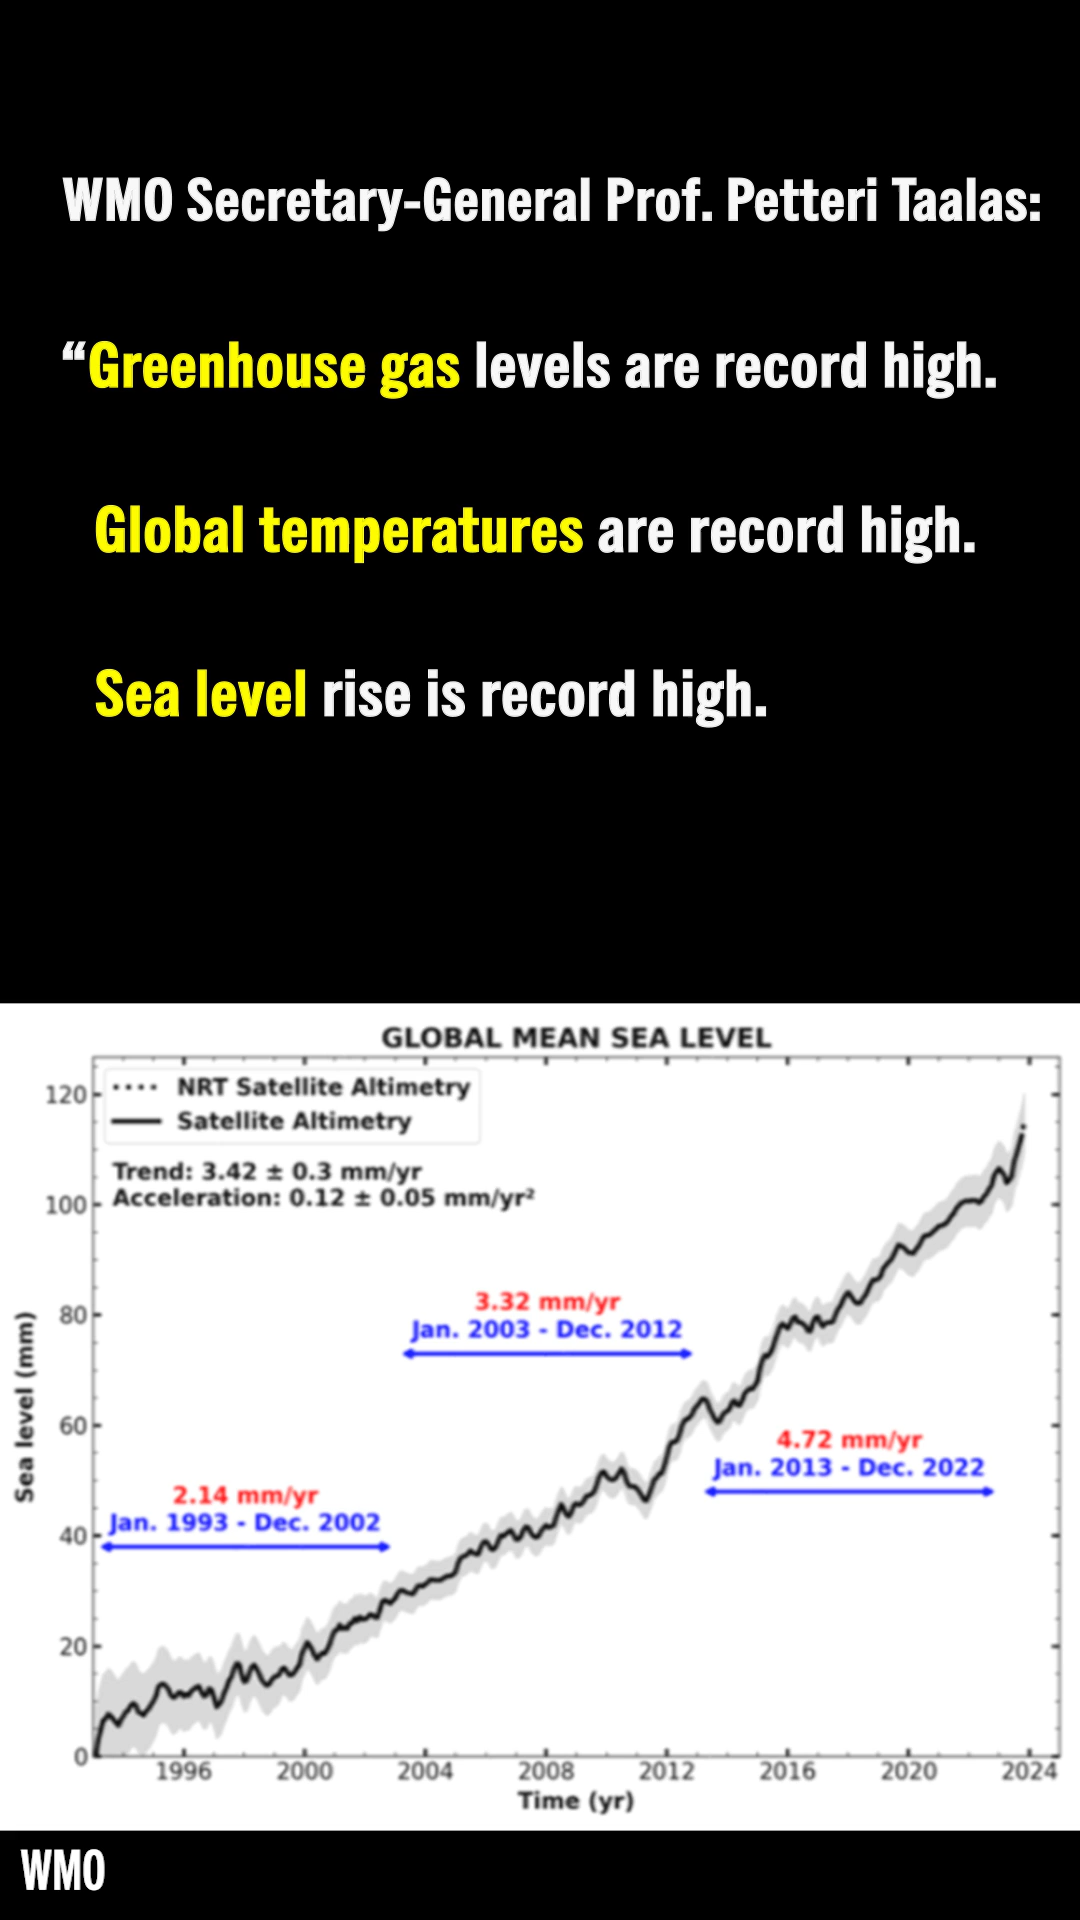 WMO Secretary-General Prof. Petteri Taalas:
“Greenhouse gas levels are record high.
Global temperatures are record high.
Sea level rise is record high.
GLOBAL MEAN SEA LEVEL
NRT Satellite Altimetry
Satellite Altimetry
Trend: 3.42 ± 0.3 mm/yr
Acceleration: 0.12 ± 0.05 mm/yr²
3.32 mm/yr
Jan. 2003 - Dec. 2012
4.72 mm/yr
Jan. 2013 - Dec. 2022
2.14 mm/yr
Jan. 1993 - Dec. 2002
Sea level (mm)
120
100
80
60
40
20
0
1996 2000 2004 2008 2012 2016 2020 2024
Time (yr)
WMO